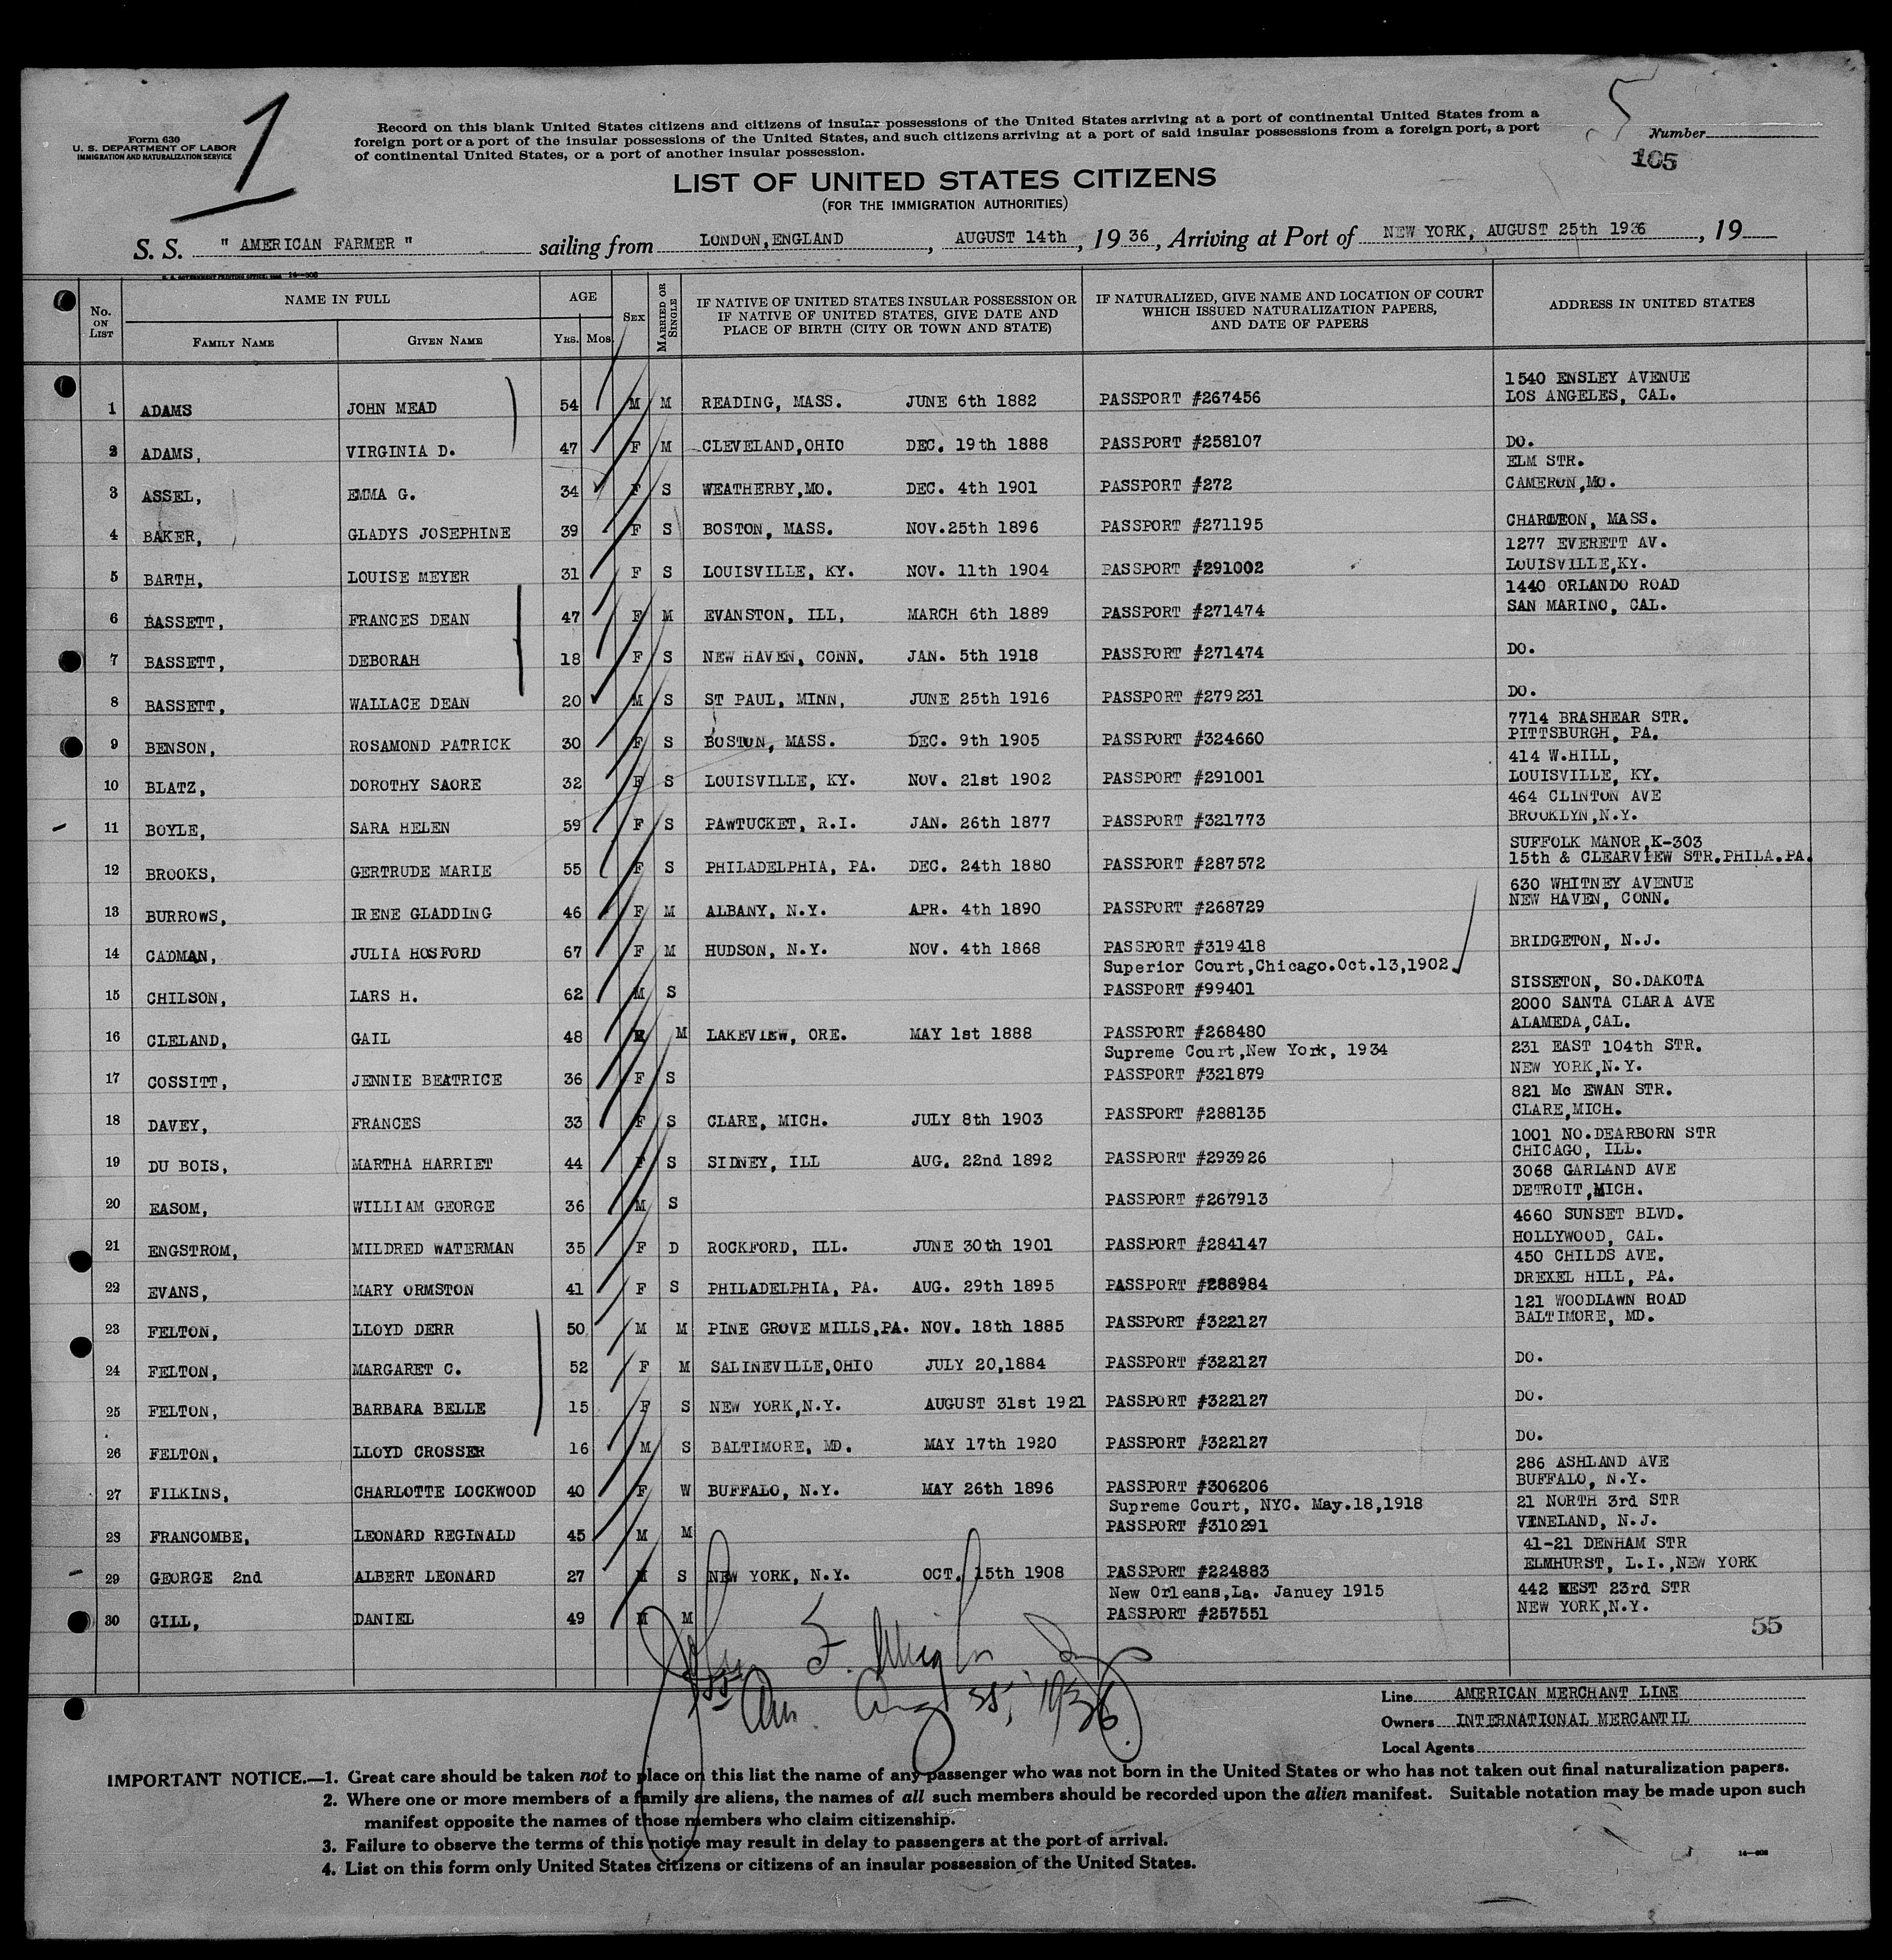 1
5
Form 630
U. S. DEPARTMENT OF LABOR
IMMIGRATION AND NATURALIZATION SERVICE
Record on this blank United States citizens and citizens of insular possessions of the United States arriving at a port of continental United States from a
foreign port or a port of the insular possessions of the United States, and such citizens arriving at a port of said insular possessions from a foreign port, a port
of continental United States, or a port of another insular possession.
Number
105
LIST OF UNITED STATES CITIZENS
(FOR THE IMMIGRATION AUTHORITIES)
S. S. " AMERICAN FARMER " sailing from LONDON,ENGLAND , AUGUST 14th , 19 36 , Arriving at Port of NEW YORK, AUGUST 25th 1936 , 19
No. ON LIST NAME IN FULL AGE SEX MARRIED OR SINGLE IF NATIVE OF UNITED STATES INSULAR POSSESSION OR IF NATIVE OF UNITED STATES, GIVE DATE AND PLACE OF BIRTH (CITY OR TOWN AND STATE) IF NATURALIZED, GIVE NAME AND LOCATION OF COURT WHICH ISSUED NATURALIZATION PAPERS, AND DATE OF PAPERS ADDRESS IN UNITED STATES
FAMILY NAME GIVEN NAME YRS. MOS.
1 ADAMS JOHN MEAD 54 M M READING, MASS. JUNE 6th 1882 PASSPORT #267456 1540 ENSLEY AVENUE LOS ANGELES, CAL.
2 ADAMS, VIRGINIA D. 47 F M CLEVELAND,OHIO DEC. 19th 1888 PASSPORT #258107 DO.
3 ASSEL, EMMA G. 34 F S WEATHERBY,MO. DEC. 4th 1901 PASSPORT #272 ELM STR. CAMERON,MO.
4 BAKER, GLADYS JOSEPHINE 39 F S BOSTON, MASS. NOV.25th 1896 PASSPORT #271195 CHARLTON, MASS.
5 BARTH, LOUISE MEYER 31 F S LOUISVILLE, KY. NOV. 11th 1904 PASSPORT #291002 1277 EVERETT AV. LOUISVILLE,KY.
6 BASSETT, FRANCES DEAN 47 F M EVANSTON, ILL, MARCH 6th 1889 PASSPORT #271474 1440 ORLANDO ROAD SAN MARINO, CAL.
7 BASSETT, DEBORAH 18 F S NEW HAVEN, CONN. JAN. 5th 1918 PASSPORT #271474 DO.
8 BASSETT, WALLACE DEAN 20 M S ST PAUL, MINN, JUNE 25th 1916 PASSPORT #279231 DO.
9 BENSON, ROSAMOND PATRICK 30 F S BOSTON, MASS. DEC. 9th 1905 PASSPORT #324660 7714 BRASHEAR STR. PITTSBURGH, PA.
10 BLATZ, DOROTHY SAORE 32 F S LOUISVILLE, KY. NOV. 21st 1902 PASSPORT #291001 414 W.HILL, LOUISVILLE, KY.
11 BOYLE, SARA HELEN 59 F S PAWTUCKET, R.I. JAN. 26th 1877 PASSPORT #321773 464 CLINTON AVE BROOKLYN,N.Y.
12 BROOKS, GERTRUDE MARIE 55 F S PHILADELPHIA, PA. DEC. 24th 1880 PASSPORT #287572 SUFFOLK MANOR,K-303 15th & CLEARVIEW STR.PHILA.PA.
13 BURROWS, IRENE GLADDING 46 F M ALBANY, N.Y. APR. 4th 1890 PASSPORT #268729 630 WHITNEY AVENUE NEW HAVEN, CONN.
14 CADMAN, JULIA HOSFORD 67 F M HUDSON, N.Y. NOV. 4th 1868 PASSPORT #319418 BRIDGETON, N.J.
15 CHILSON, LARS H. 62 M S Superior Court,Chicago.Oct.13,1902 PASSPORT #99401 SISSETON, SO.DAKOTA
16 CLELAND, GAIL 48 M LAKEVIEW, ORE. MAY 1st 1888 PASSPORT #268480 2000 SANTA CLARA AVE ALAMEDA,CAL.
17 COSSITT, JENNIE BEATRICE 36 F S Supreme Court,New York, 1934 PASSPORT #321879 231 EAST 104th STR. NEW YORK,N.Y.
18 DAVEY, FRANCES 33 F S CLARE, MICH. JULY 8th 1903 PASSPORT #288135 821 Mc EWAN STR. CLARE,MICH.
19 DU BOIS, MARTHA HARRIET 44 F S SIDNEY, ILL AUG. 22nd 1892 PASSPORT #293926 1001 NO.DEARBORN STR CHICAGO, ILL.
20 EASOM, WILLIAM GEORGE 36 M S PASSPORT #267913 3068 GARLAND AVE DETROIT,MICH.
21 ENGSTROM, MILDRED WATERMAN 35 F D ROCKFORD, ILL. JUNE 30th 1901 PASSPORT #284147 4660 SUNSET BLVD. HOLLYWOOD, CAL.
22 EVANS, MARY ORMSTON 41 F S PHILADELPHIA, PA. AUG. 29th 1895 PASSPORT #288984 450 CHILDS AVE. DREXEL HILL, PA.
23 FELTON, LLOYD DERR 50 M M PINE GROVE MILLS,PA. NOV. 18th 1885 PASSPORT #322127 121 WOODLAWN ROAD BALTIMORE, MD.
24 FELTON, MARGARET C. 52 F M SALINEVILLE,OHIO JULY 20,1884 PASSPORT #322127 DO.
25 FELTON, BARBARA BELLE 15 F S NEW YORK,N.Y. AUGUST 31st 1921 PASSPORT #322127 DO.
26 FELTON, LLOYD CROSSER 16 M S BALTIMORE, MD. MAY 17th 1920 PASSPORT #322127 DO.
27 FILKINS, CHARLOTTE LOCKWOOD 40 F W BUFFALO, N.Y. MAY 26th 1896 PASSPORT #306206 286 ASHLAND AVE BUFFALO, N.Y.
28 FRANCOMBE, LEONARD REGINALD 45 M M Supreme Court, NYC. May.18,1918 PASSPORT #310291 21 NORTH 3rd STR VINELAND, N.J.
29 GEORGE 2nd ALBERT LEONARD 27 M S NEW YORK, N.Y. OCT. 15th 1908 PASSPORT #224883 41-21 DENHAM STR ELMHURST, L.I.,NEW YORK
30 GILL, DANIEL 49 M M New Orleans,La. Januey 1915 PASSPORT #257551 442 WEST 23rd STR NEW YORK,N.Y.
55
Line AMERICAN MERCHANT LINE
Owners INTERNATIONAL MERCANTIL
Local Agents
IMPORTANT NOTICE.—1. Great care should be taken not to place on this list the name of any passenger who was not born in the United States or who has not taken out final naturalization papers.
2. Where one or more members of a family are aliens, the names of all such members should be recorded upon the alien manifest. Suitable notation may be made upon such
manifest opposite the names of those members who claim citizenship.
3. Failure to observe the terms of this notice may result in delay to passengers at the port of arrival.
4. List on this form only United States citizens or citizens of an insular possession of the United States.